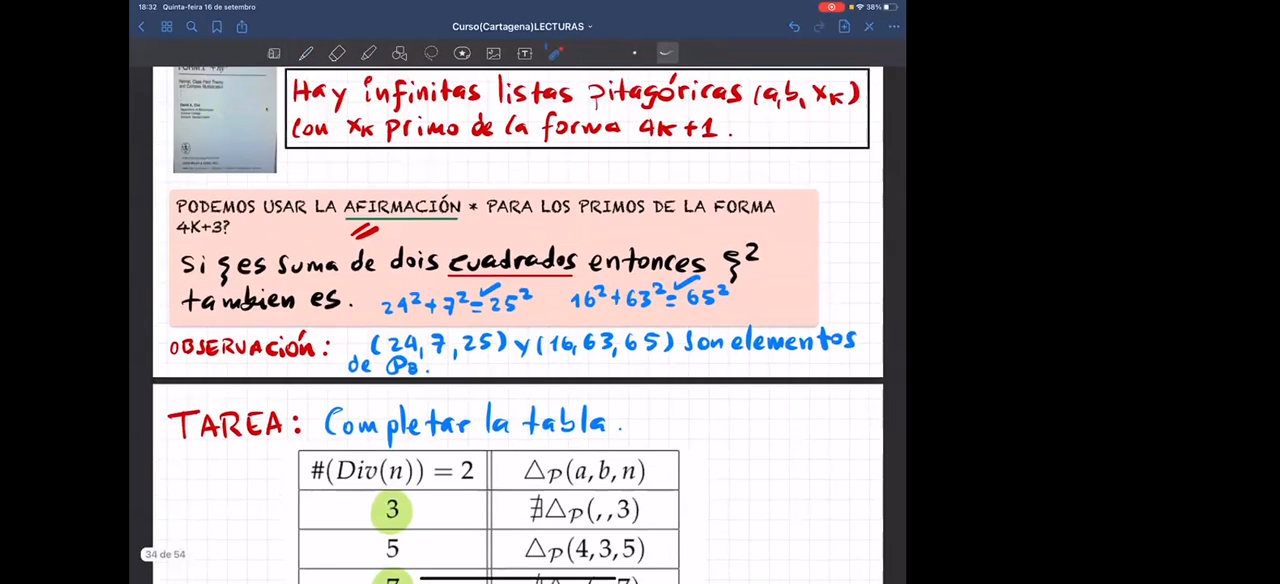 18:32 Quinta-feira 16 de setembro
38%
Curso(Cartagena)LECTURAS
Hay infinitas listas pitagóricas (a,b,xₖ)
con xₖ primo de la forma 4k+1.
PODEMOS USAR LA AFIRMACIÓN * PARA LOS PRIMOS DE LA FORMA
4K+3?
Si ξ es suma de dois cuadrados entonces ξ²
tambien es. 24²+7²=25² 16²+63²=65²
OBSERVACIÓN: (24,7,25) y (16,63,65) son elementos
de P₈.
TAREA: Completar la tabla.
#(Div(n)) = 2 △ₚ(a,b,n)
3 ∄△ₚ(,,3)
5 △ₚ(4,3,5)
34 de 54